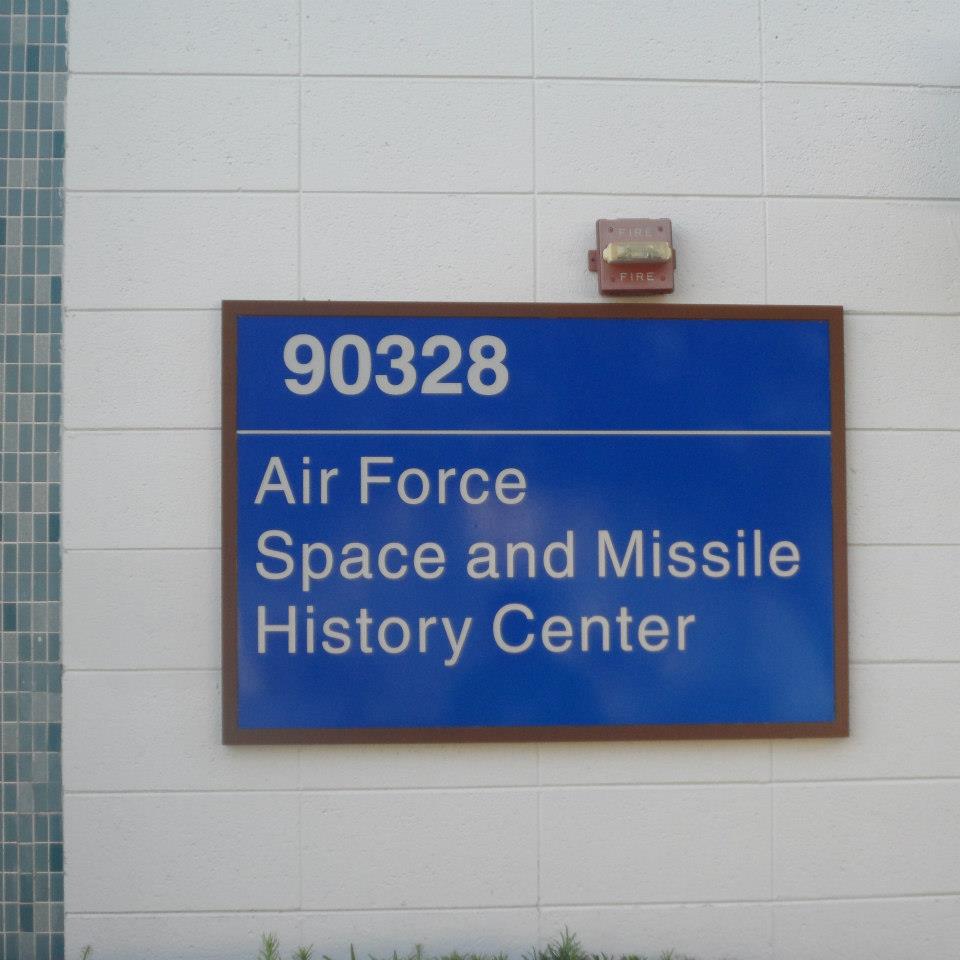 FIRE
FIRE
90328
Air Force
Space and Missile
History Center